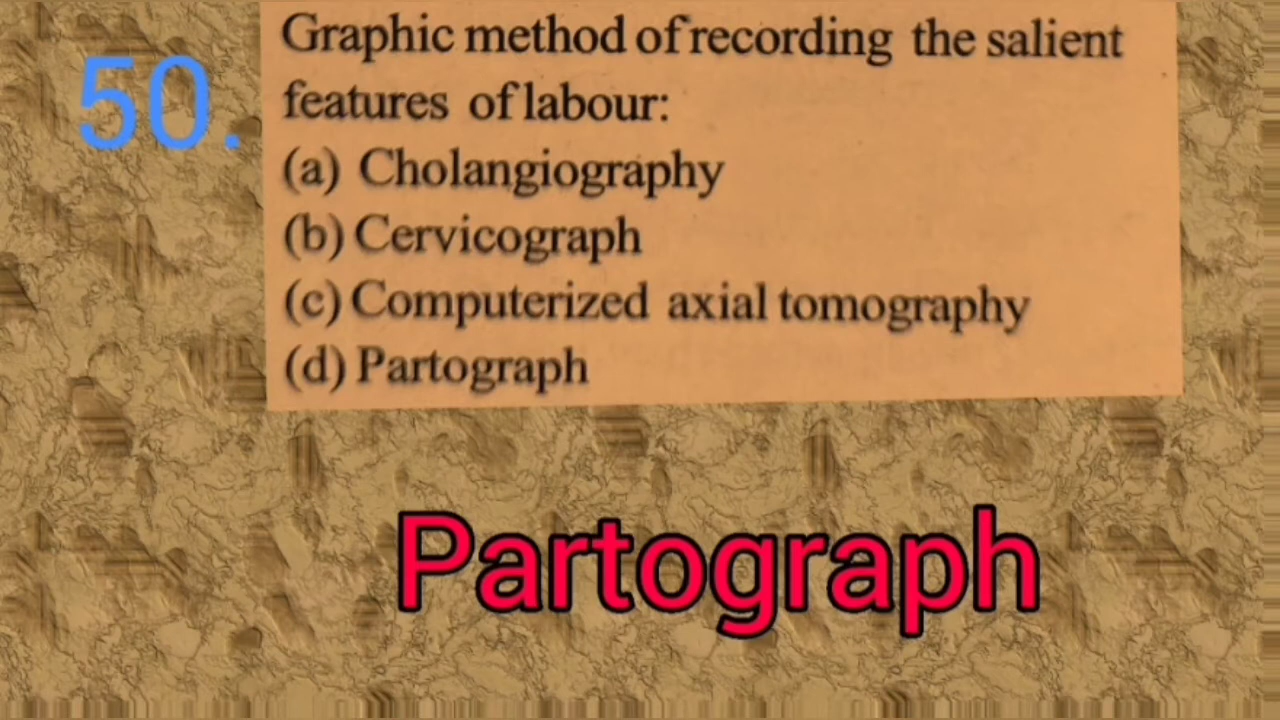 50.
Graphic method of recording the salient
features of labour:
(a) Cholangiography
(b) Cervicograph
(c) Computerized axial tomography
(d) Partograph
Partograph